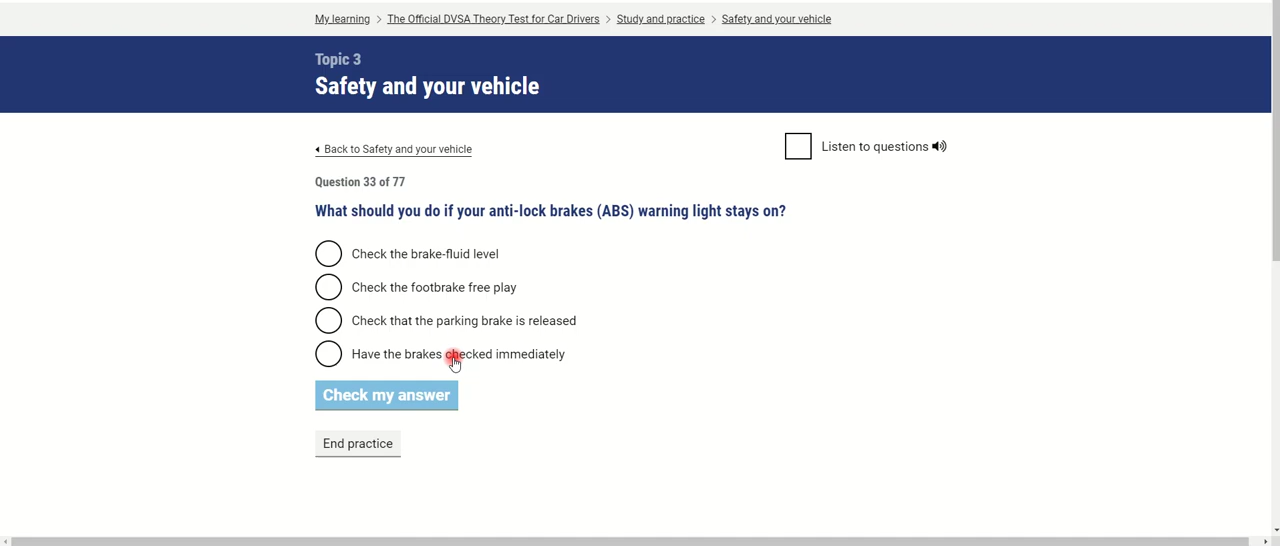 My learning > The Official DVSA Theory Test for Car Drivers > Study and practice > Safety and your vehicle
Topic 3
Safety and your vehicle
Back to Safety and your vehicle
Listen to questions
Question 33 of 77
What should you do if your anti-lock brakes (ABS) warning light stays on?
Check the brake-fluid level
Check the footbrake free play
Check that the parking brake is released
Have the brakes checked immediately
Check my answer
End practice